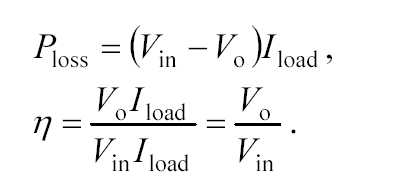 P_loss = (V_in − V_o)I_load ,
η = V_o I_load / V_in I_load = V_o / V_in .